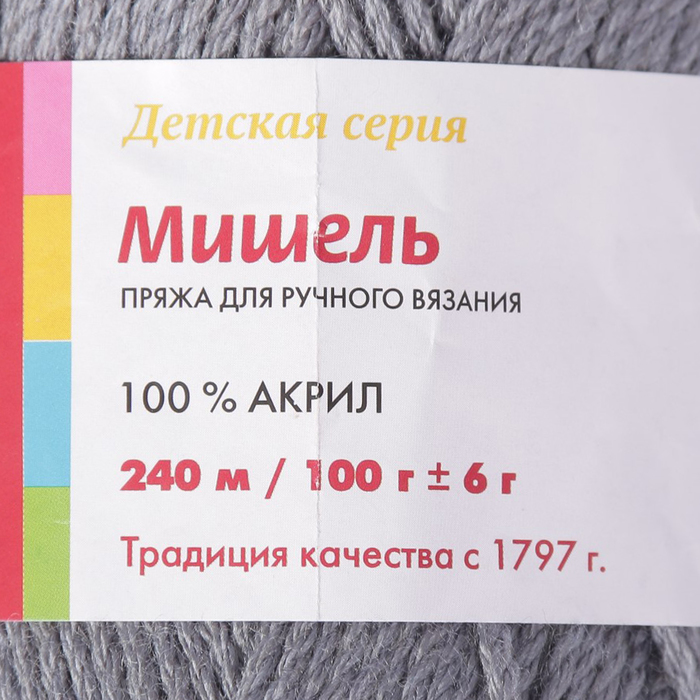 Детская серия
Мишель
ПРЯЖА ДЛЯ РУЧНОГО ВЯЗАНИЯ
100 % АКРИЛ
240 м / 100 г ± 6 г
Традиция качества с 1797 г.